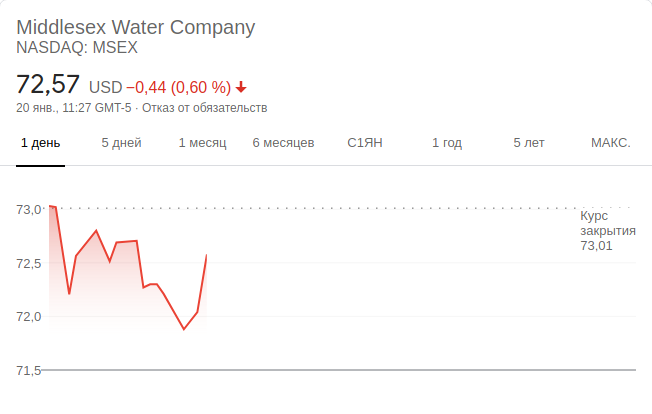 Middlesex Water Company
NASDAQ: MSEX
72,57 USD −0,44 (0,60 %)
20 янв., 11:27 GMT-5 · Отказ от обязательств
1 день 5 дней 1 месяц 6 месяцев С1ЯН 1 год 5 лет МАКС.
73,0
Курс
закрытия
73,01
72,5
72,0
71,5